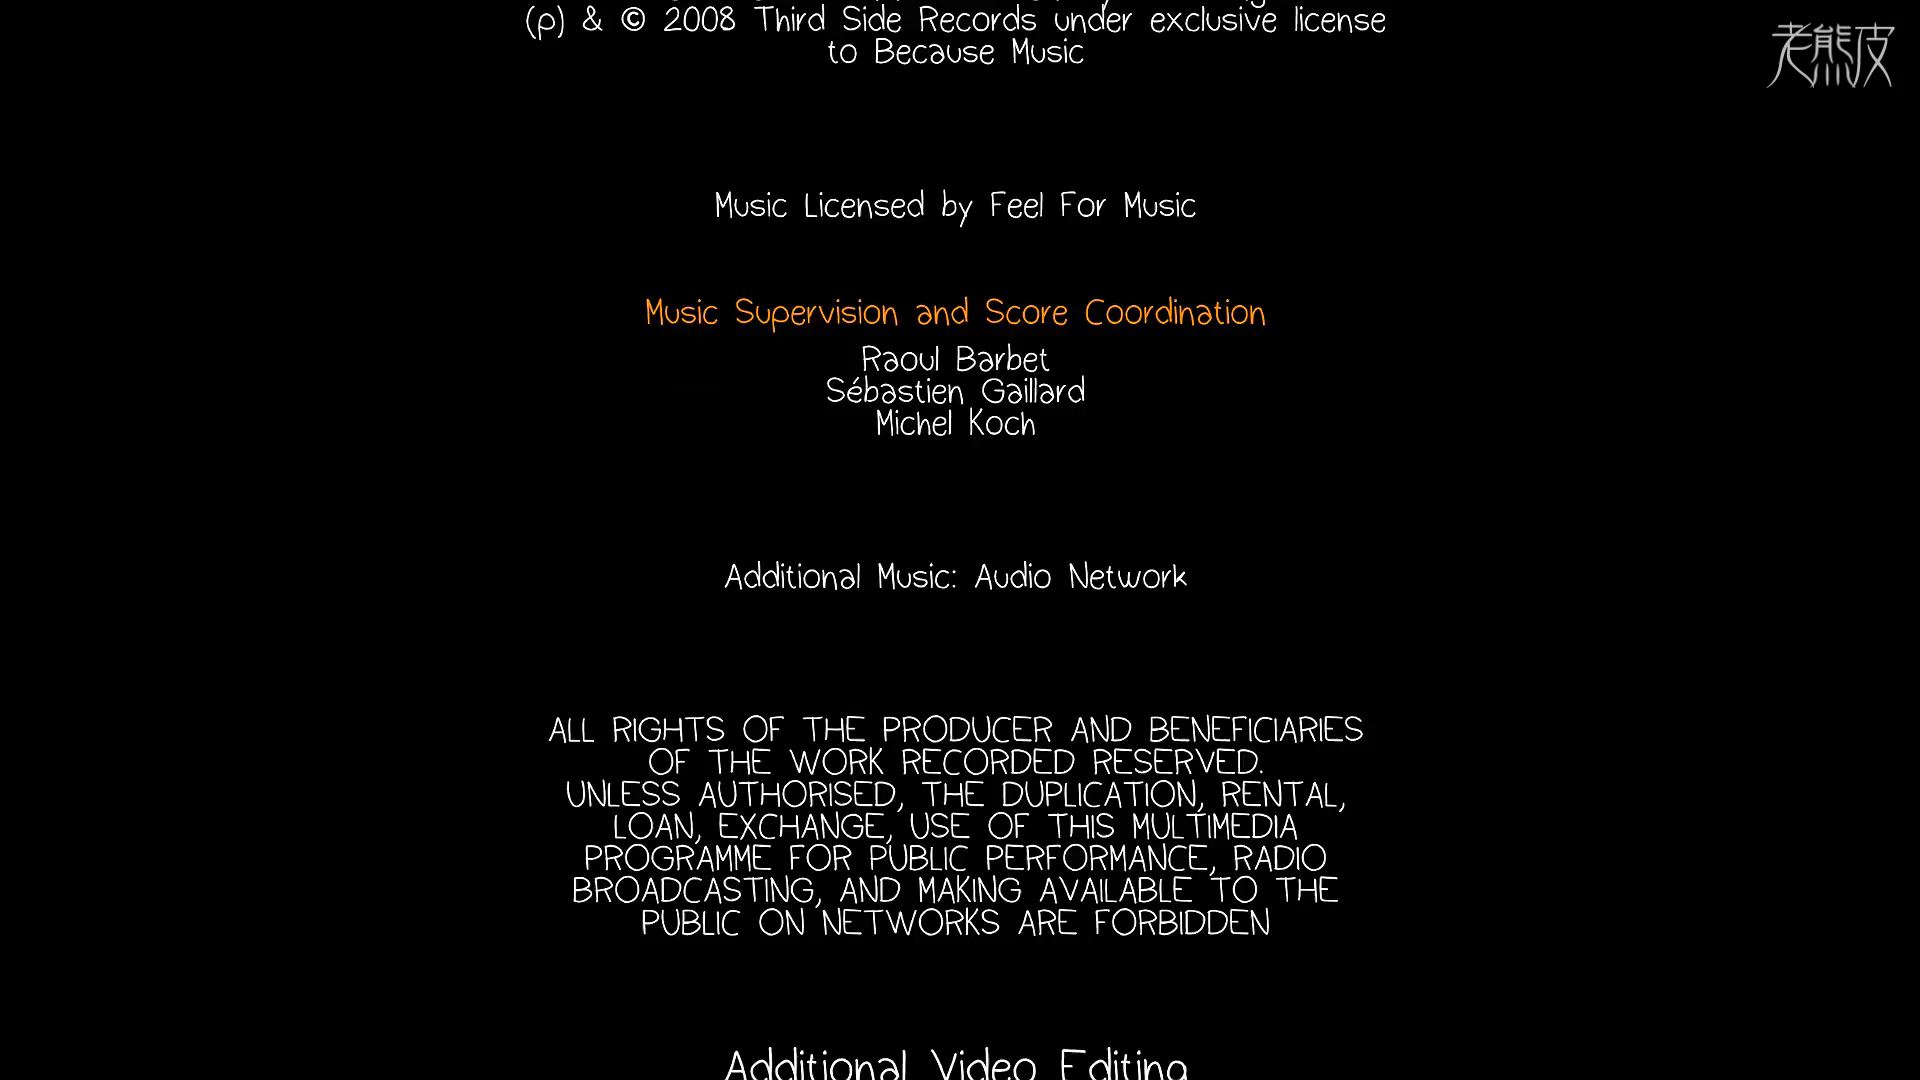 (p) & © 2008 Third Side Records under exclusive license
to Because Music
老熊皮
Music Licensed by Feel For Music
Music Supervision and Score Coordination
Raoul Barbet
Sébastien Gaillard
Michel Koch
Additional Music: Audio Network
ALL RIGHTS OF THE PRODUCER AND BENEFICIARIES
OF THE WORK RECORDED RESERVED.
UNLESS AUTHORISED, THE DUPLICATION, RENTAL,
LOAN, EXCHANGE, USE OF THIS MULTIMEDIA
PROGRAMME FOR PUBLIC PERFORMANCE, RADIO
BROADCASTING, AND MAKING AVAILABLE TO THE
PUBLIC ON NETWORKS ARE FORBIDDEN
Additional Video Editing